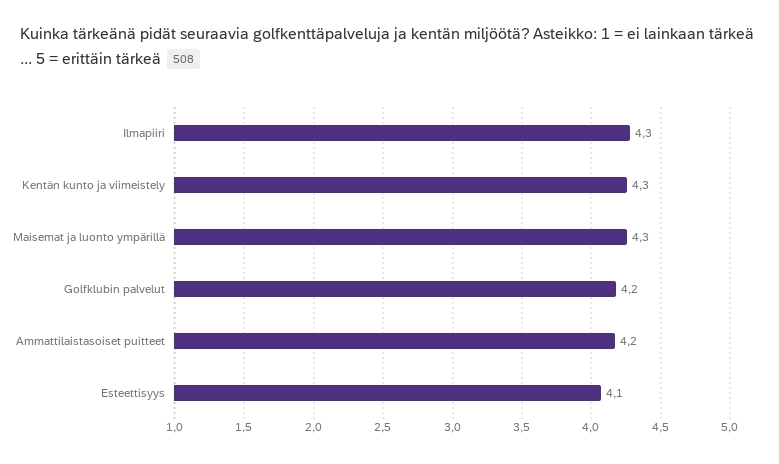 Kuinka tärkeänä pidät seuraavia golfkenttäpalveluja ja kentän miljöötä? Asteikko: 1 = ei lainkaan tärkeä
... 5 = erittäin tärkeä 508
Ilmapiiri 4,3
Kentän kunto ja viimeistely 4,3
Maisemat ja luonto ympärillä 4,3
Golfklubin palvelut 4,2
Ammattilaistasoiset puitteet 4,2
Esteettisyys 4,1
1,0 1,5 2,0 2,5 3,0 3,5 4,0 4,5 5,0